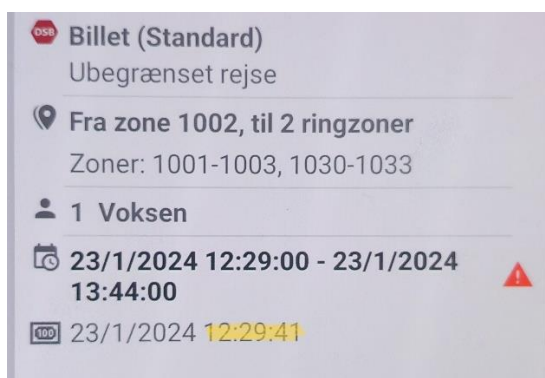 DSB
Billet (Standard)
Ubegrænset rejse
Fra zone 1002, til 2 ringzoner
Zoner: 1001-1003, 1030-1033
1 Voksen
23/1/2024 12:29:00 - 23/1/2024
13:44:00
100 23/1/2024 12:29:41